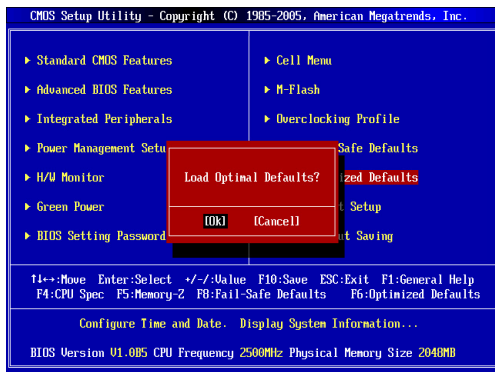 CMOS Setup Utility - Copyright (C) 1985-2005, American Megatrends, Inc.
Standard CMOS Features
Advanced BIOS Features
Integrated Peripherals
Power Management Setu
H/W Monitor
Green Power
BIOS Setting Password
Cell Menu
M-Flash
Overclocking Profile
Safe Defaults
ized Defaults
t Setup
ut Saving
Load Optimal Defaults?
[Ok] [Cancel]
↑↓←→:Move Enter:Select +/-/:Value F10:Save ESC:Exit F1:General Help
F4:CPU Spec F5:Memory-Z F8:Fail-Safe Defaults F6:Optimized Defaults
Configure Time and Date. Display System Information...
BIOS Version V1.0B5 CPU Frequency 2500MHz Physical Memory Size 2048MB